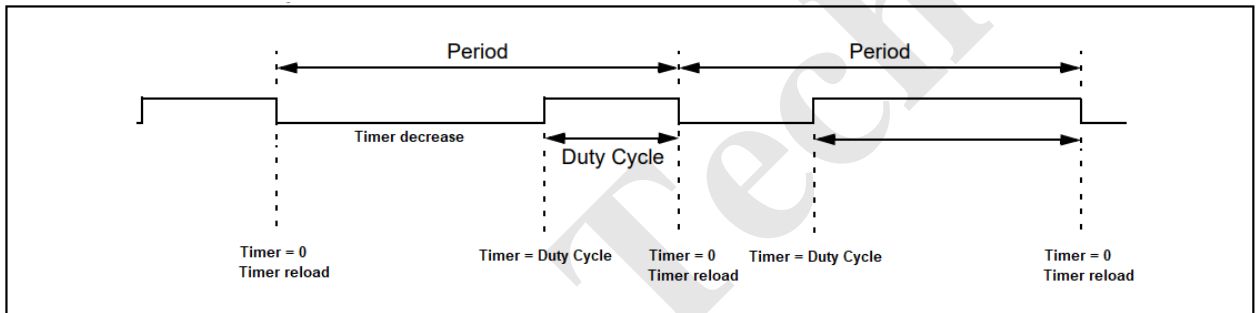 Period
Period
Timer decrease
Duty Cycle
Timer = 0
Timer reload
Timer = Duty Cycle
Timer = 0
Timer reload
Timer = Duty Cycle
Timer = 0
Timer reload
Tech